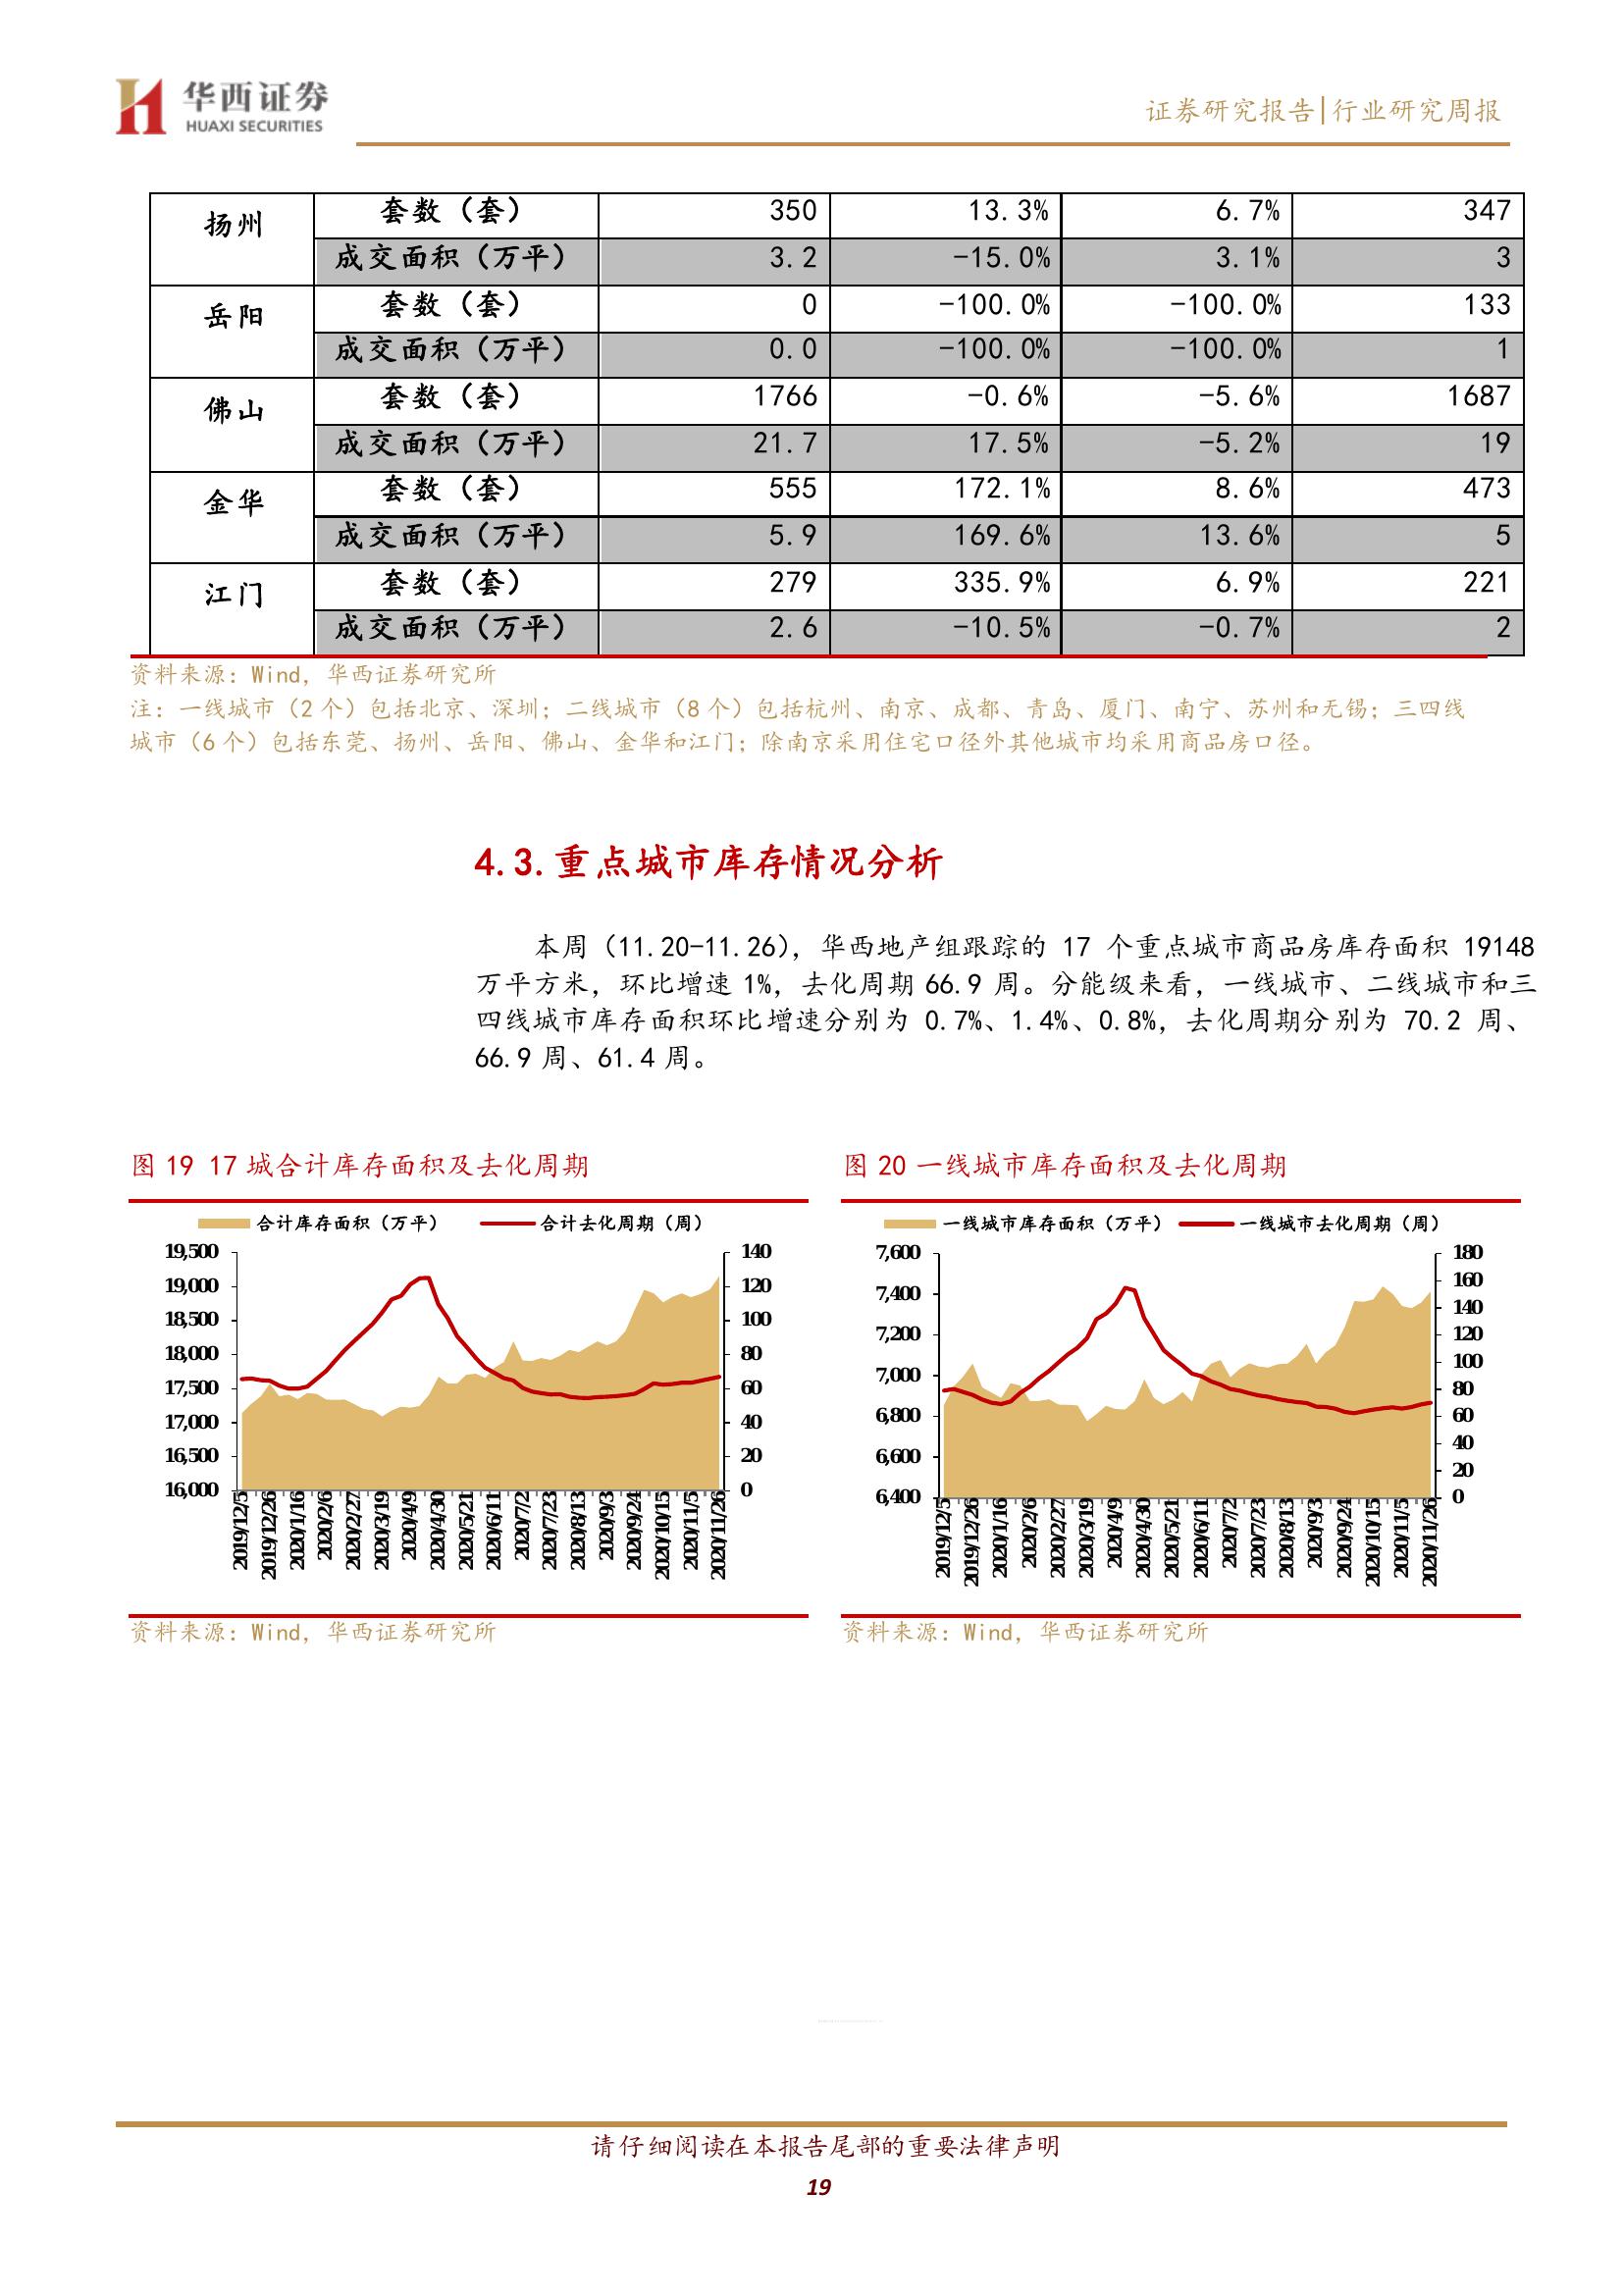 华西证券
HUAXI SECURITIES
证券研究报告|行业研究周报
扬州 套数（套） 350 13.3% 6.7% 347
成交面积（万平） 3.2 -15.0% 3.1% 3
岳阳 套数（套） 0 -100.0% -100.0% 133
成交面积（万平） 0.0 -100.0% -100.0% 1
佛山 套数（套） 1766 -0.6% -5.6% 1687
成交面积（万平） 21.7 17.5% -5.2% 19
金华 套数（套） 555 172.1% 8.6% 473
成交面积（万平） 5.9 169.6% 13.6% 5
江门 套数（套） 279 335.9% 6.9% 221
成交面积（万平） 2.6 -10.5% -0.7% 2
资料来源：Wind，华西证券研究所
注：一线城市（2 个）包括北京、深圳；二线城市（8 个）包括杭州、南京、成都、青岛、厦门、南宁、苏州和无锡；三四线
城市（6 个）包括东莞、扬州、岳阳、佛山、金华和江门；除南京采用住宅口径外其他城市均采用商品房口径。
4.3.重点城市库存情况分析
本周（11.20-11.26），华西地产组跟踪的 17 个重点城市商品房库存面积 19148
万平方米，环比增速 1%，去化周期 66.9 周。分能级来看，一线城市、二线城市和三
四线城市库存面积环比增速分别为 0.7%、1.4%、0.8%，去化周期分别为 70.2 周、
66.9 周、61.4 周。
图 19 17 城合计库存面积及去化周期
合计库存面积（万平） 合计去化周期（周）
19,500 140
19,000 120
18,500 100
18,000 80
17,500 60
17,000 40
16,500 20
16,000 0
2019/12/5 2019/12/26 2020/1/16 2020/2/6 2020/2/27 2020/3/19 2020/4/9 2020/4/30 2020/5/21 2020/6/11 2020/7/2 2020/7/23 2020/8/13 2020/9/3 2020/9/24 2020/10/15 2020/11/5 2020/11/26
资料来源：Wind，华西证券研究所
图 20 一线城市库存面积及去化周期
一线城市库存面积（万平） 一线城市去化周期（周）
7,600
7,400
7,200
7,000
6,800
6,600
6,400
180
160
140
120
100
80
60
40
20
0
2019/12/5 2019/12/26 2020/1/16 2020/2/6 2020/2/27 2020/3/19 2020/4/9 2020/4/30 2020/5/21 2020/6/11 2020/7/2 2020/7/23 2020/8/13 2020/9/3 2020/9/24 2020/10/15 2020/11/5 2020/11/26
资料来源：Wind，华西证券研究所
请仔细阅读在本报告尾部的重要法律声明
19